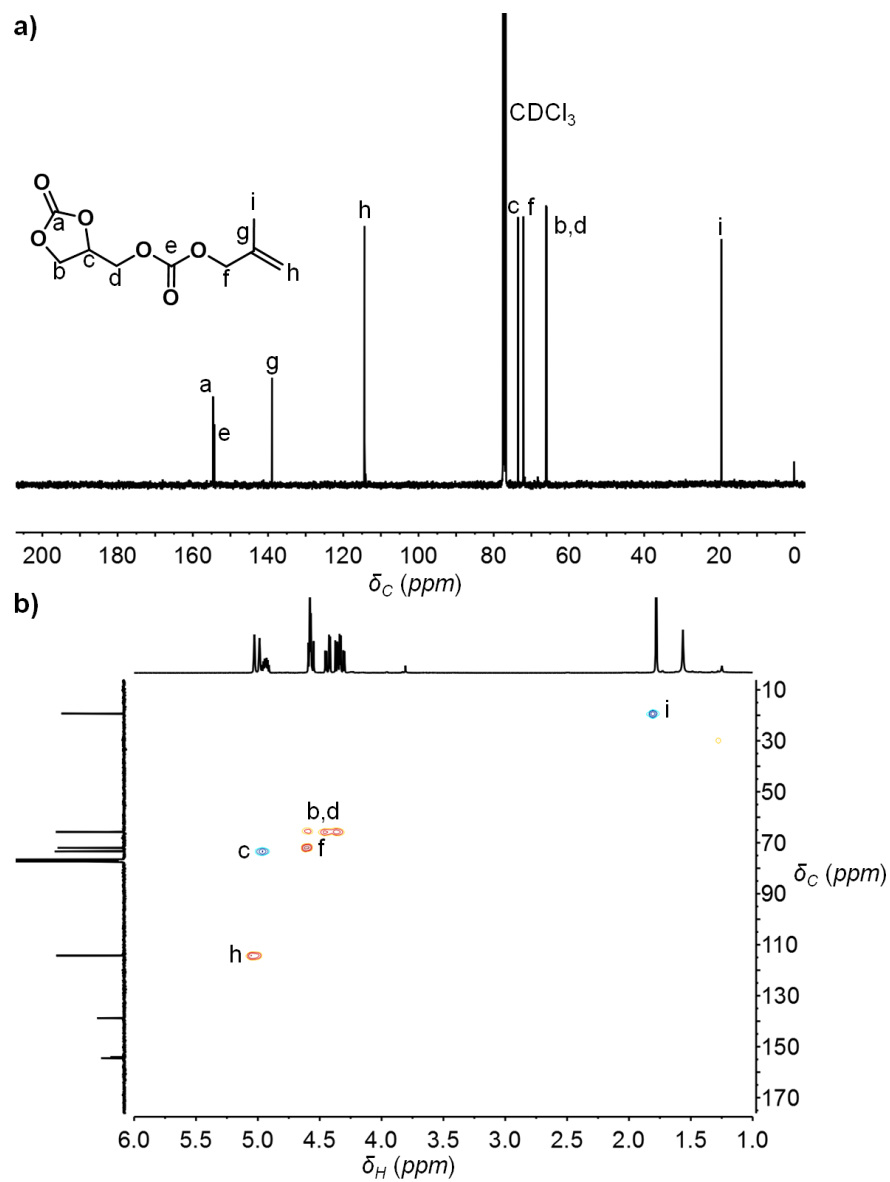 a)
CDCl3
O
a
O
O
b
c
d
O
e
O
O
f
g
i
h
a
e
g
h
c f
b,d
i
200 180 160 140 120 100 80 60 40 20 0
δC (ppm)
b)
i
b,d
c
f
h
10
30
50
70
90
110
130
150
170
δC (ppm)
6.0 5.5 5.0 4.5 4.0 3.5 3.0 2.5 2.0 1.5 1.0
δH (ppm)